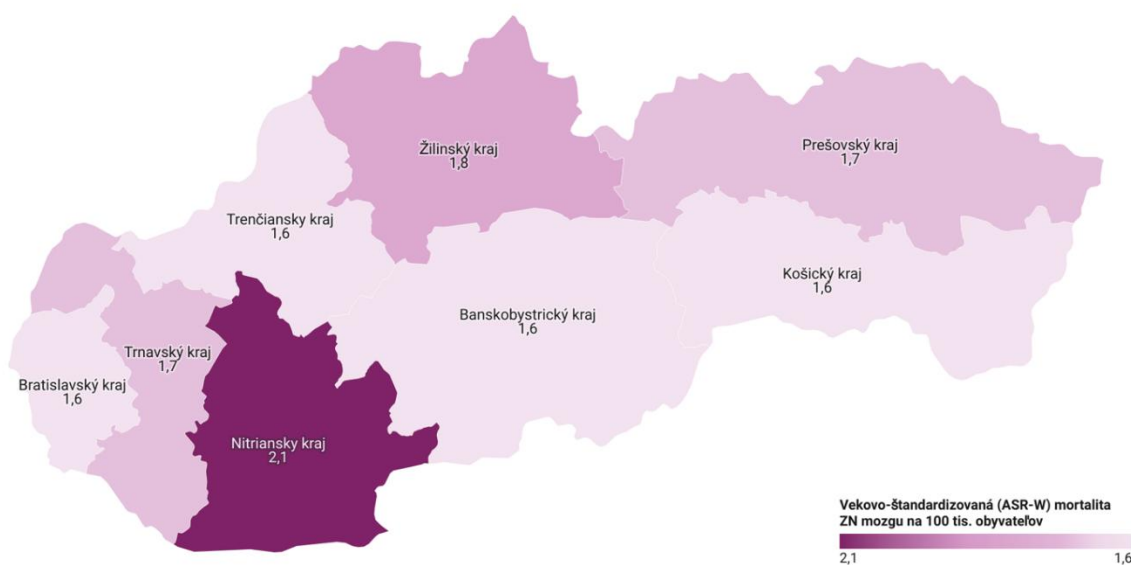 Žilinský kraj
1,8
Prešovský kraj
1,7
Trenčiansky kraj
1,6
Košický kraj
1,6
Banskobystrický kraj
1,6
Trnavský kraj
1,7
Bratislavský kraj
1,6
Nitriansky kraj
2,1
Vekovo-štandardizovaná (ASR-W) mortalita
ZN mozgu na 100 tis. obyvateľov
2,1 1,6